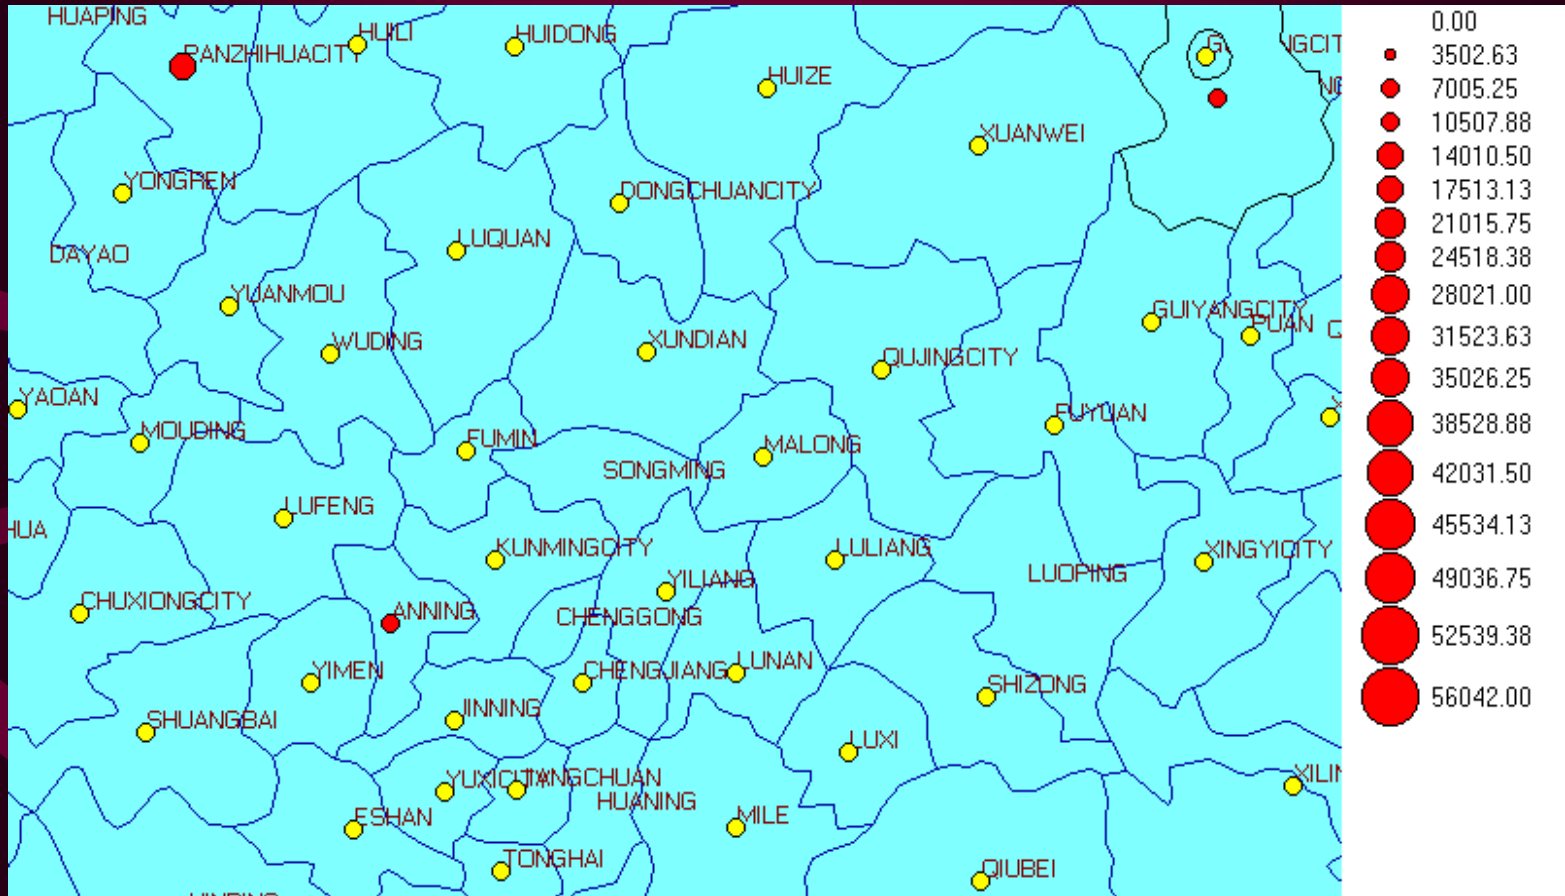 HUAPING
HUILI
HUIDONG
PANZHIHUACITY
HUIZE
XUANWEI
YONGREN
DONGCHUANCITY
LUQUAN
DAYAO
YUANMOU
GUIYANGCITY
PUAN
WUDING
XUNDIAN
QUJINGCITY
YAOAN
FUYUAN
MOUDING
FUMIN
MALONG
SONGMING
LUFENG
HUA
KUNMINGCITY
LULIANG
XINGYICITY
YILIANG
LUOPING
CHUXIONGCITY
ANNING
CHENGGONG
YIMEN
CHENGJIANG
LUNAN
SHIZONG
JINNING
SHUANGBAI
LUXI
YUXICITY
JIANGCHUAN
XILIN
HUANING
ESHAN
MILE
TONGHAI
QIUBEI
0.00
3502.63
7005.25
10507.88
14010.50
17513.13
21015.75
24518.38
28021.00
31523.63
35026.25
38528.88
42031.50
45534.13
49036.75
52539.38
56042.00